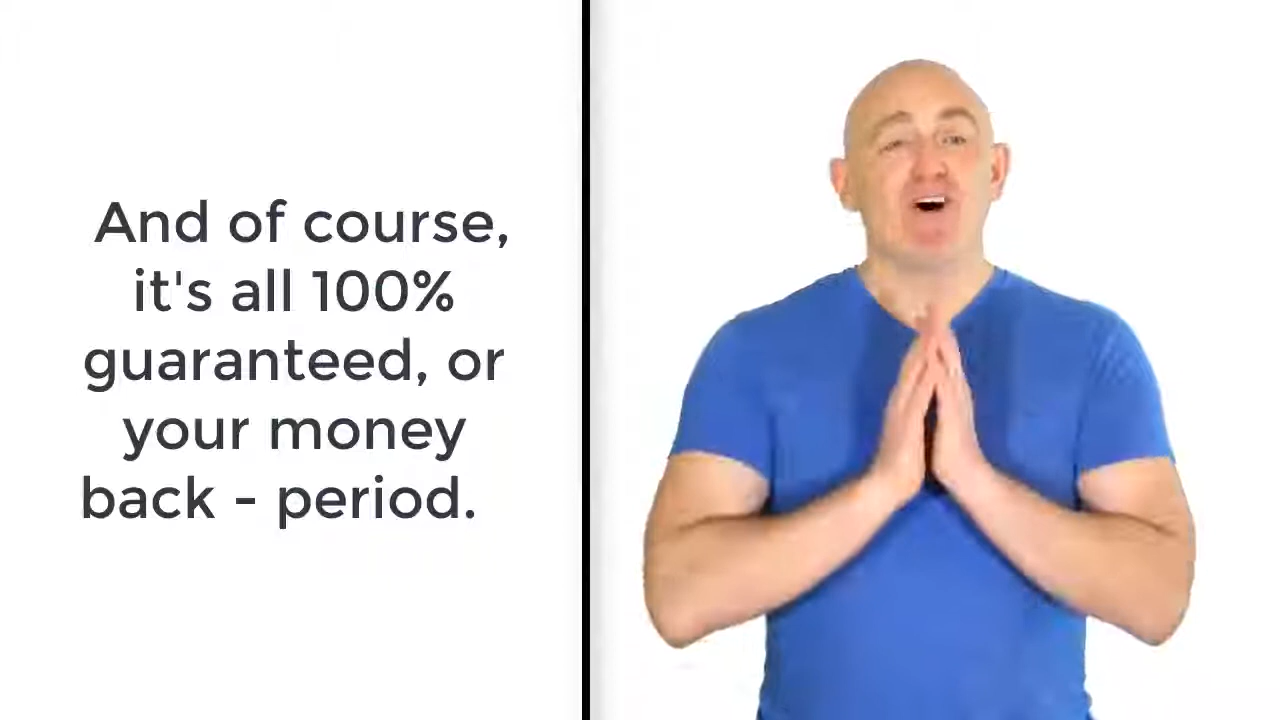 And of course,
it's all 100%
guaranteed, or
your money
back - period.